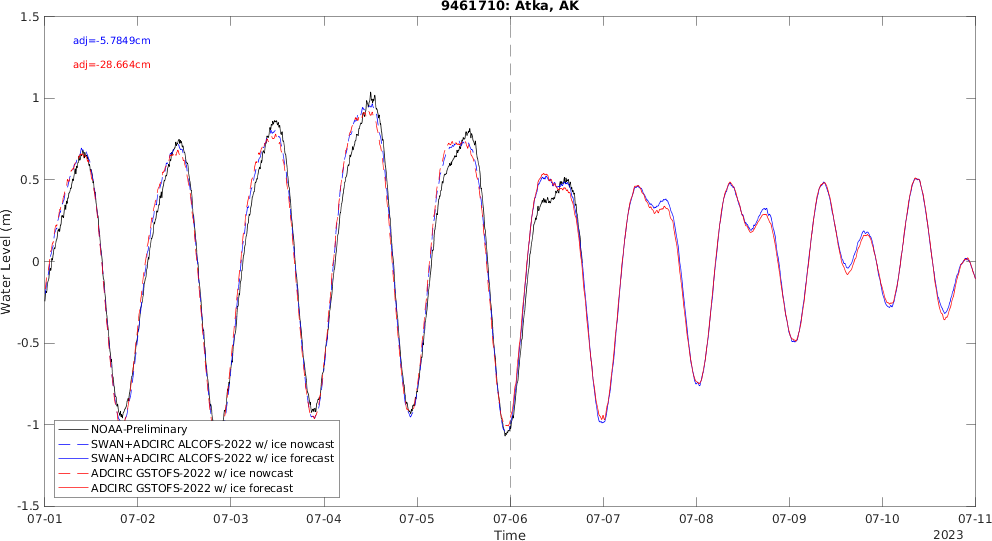 9461710: Atka, AK
1.5
adj=-5.7849cm
adj=-28.664cm
1
0.5
0
-0.5
-1
-1.5
Water Level (m)
NOAA-Preliminary
SWAN+ADCIRC ALCOFS-2022 w/ ice nowcast
SWAN+ADCIRC ALCOFS-2022 w/ ice forecast
ADCIRC GSTOFS-2022 w/ ice nowcast
ADCIRC GSTOFS-2022 w/ ice forecast
07-01 07-02 07-03 07-04 07-05 07-06 07-07 07-08 07-09 07-10 07-11
Time
2023